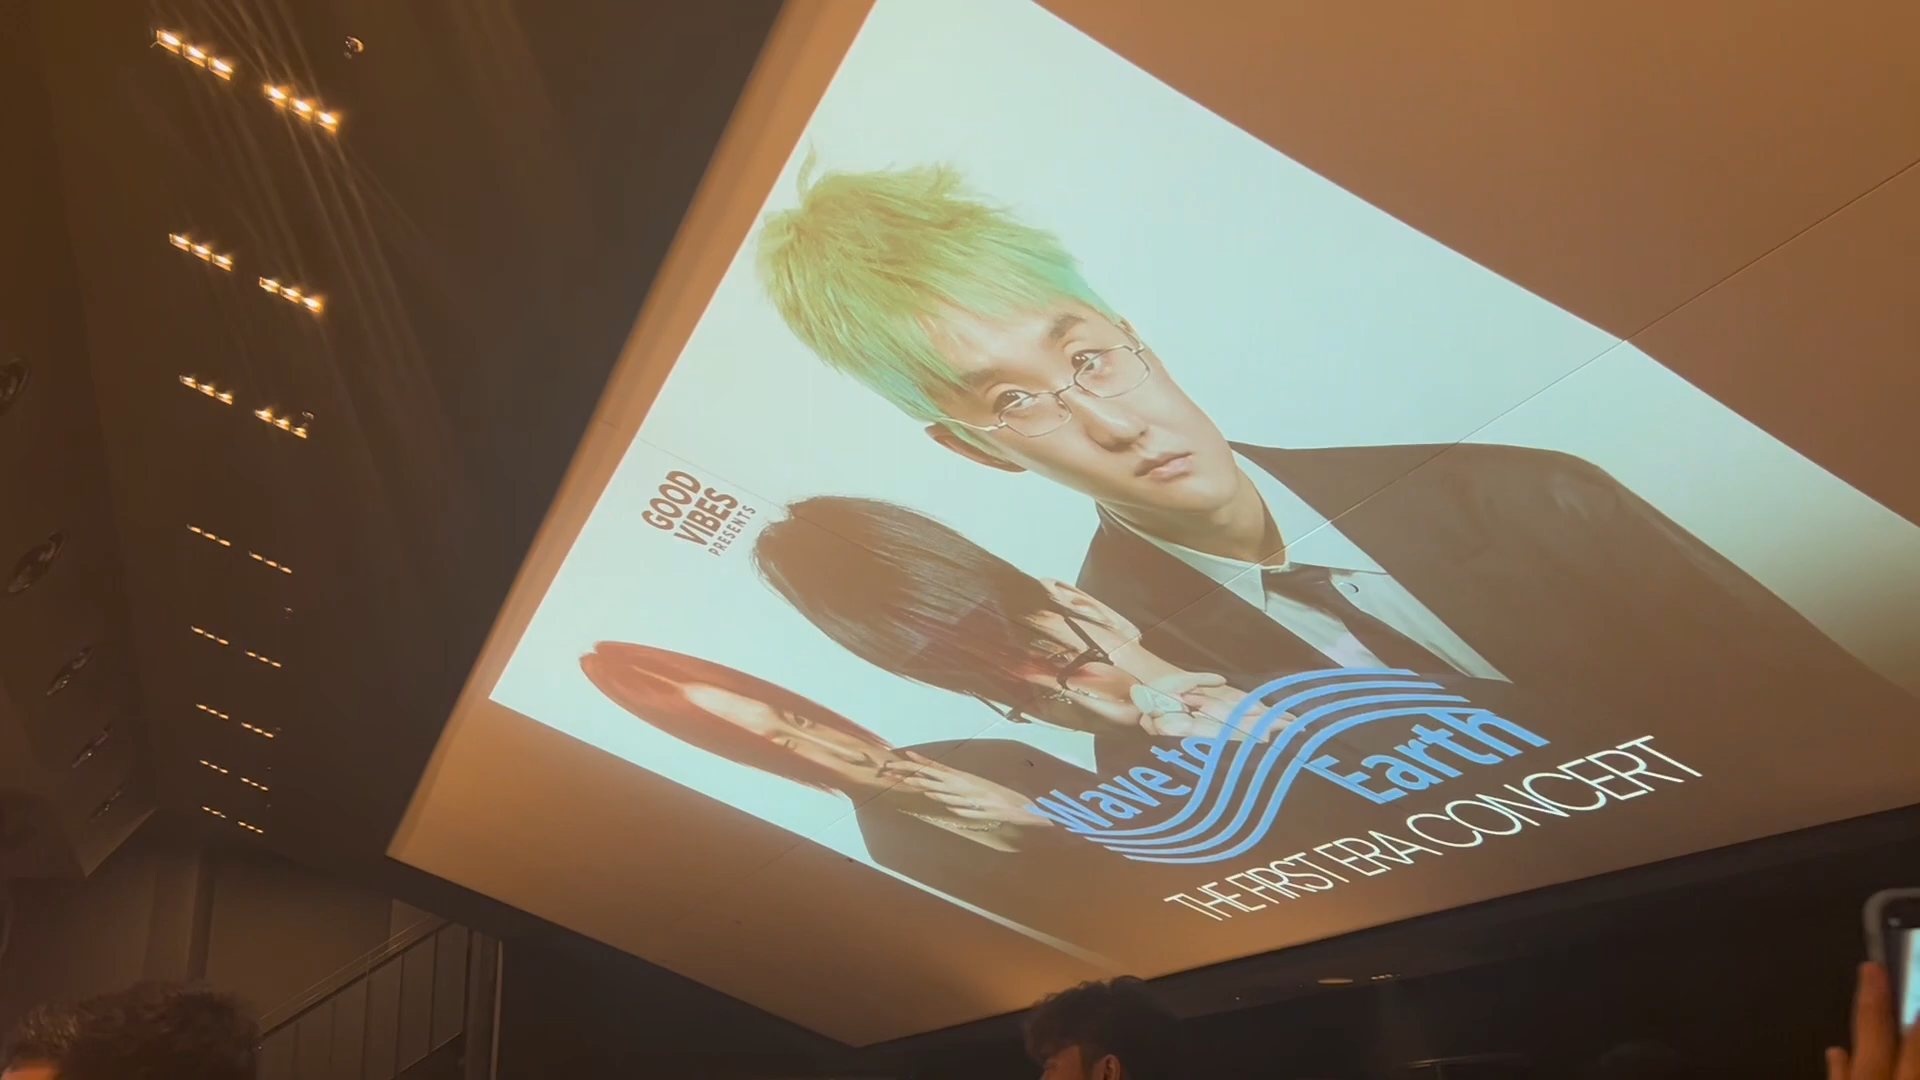 GOOD
VIBES
PRESENTS
Wave to
Earth
THE FIRST ERA CONCERT